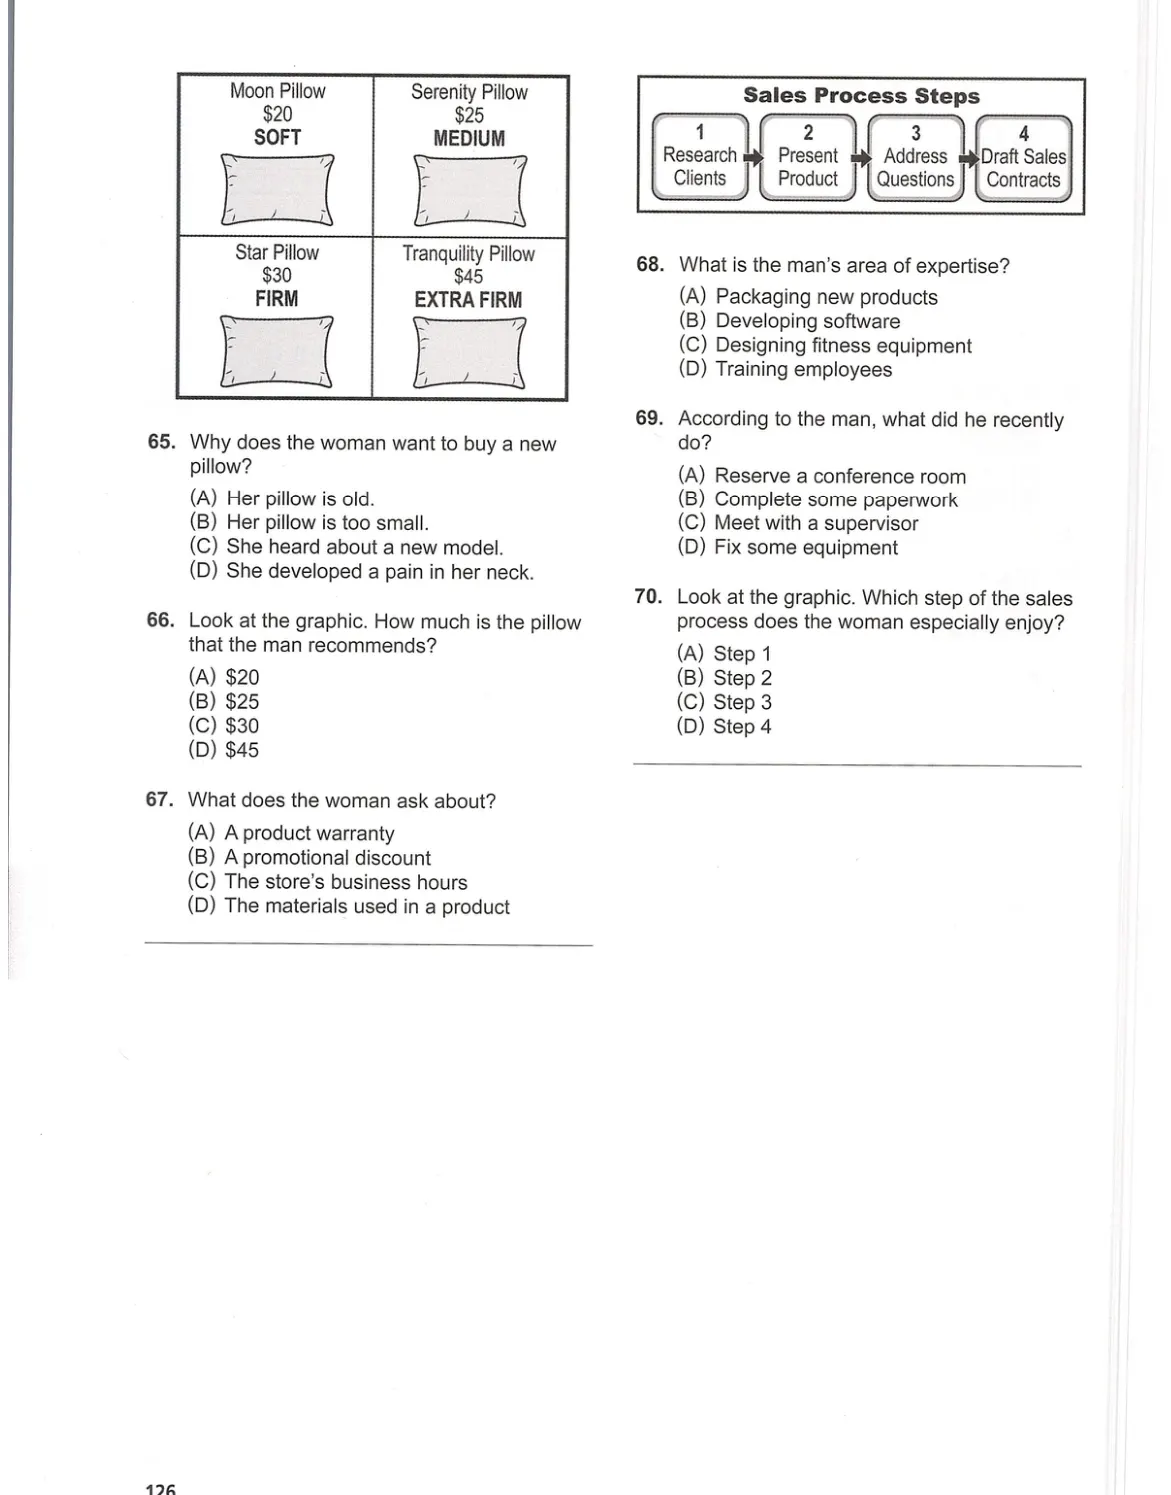 Moon Pillow
$20
SOFT
Serenity Pillow
$25
MEDIUM
Star Pillow
$30
FIRM
Tranquility Pillow
$45
EXTRA FIRM
65. Why does the woman want to buy a new
pillow?
(A) Her pillow is old.
(B) Her pillow is too small.
(C) She heard about a new model.
(D) She developed a pain in her neck.
66. Look at the graphic. How much is the pillow
that the man recommends?
(A) $20
(B) $25
(C) $30
(D) $45
67. What does the woman ask about?
(A) A product warranty
(B) A promotional discount
(C) The store's business hours
(D) The materials used in a product
Sales Process Steps
1
Research
Clients
2
Present
Product
3
Address
Questions
4
Draft Sales
Contracts
68. What is the man's area of expertise?
(A) Packaging new products
(B) Developing software
(C) Designing fitness equipment
(D) Training employees
69. According to the man, what did he recently
do?
(A) Reserve a conference room
(B) Complete some paperwork
(C) Meet with a supervisor
(D) Fix some equipment
70. Look at the graphic. Which step of the sales
process does the woman especially enjoy?
(A) Step 1
(B) Step 2
(C) Step 3
(D) Step 4
126